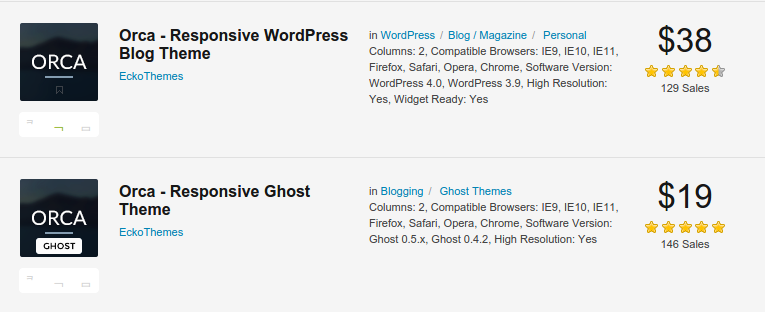 ORCA
Orca - Responsive WordPress
Blog Theme
EckoThemes
in WordPress / Blog / Magazine / Personal
Columns: 2, Compatible Browsers: IE9, IE10, IE11,
Firefox, Safari, Opera, Chrome, Software Version:
WordPress 4.0, WordPress 3.9, High Resolution:
Yes, Widget Ready: Yes
$38
129 Sales
ORCA
GHOST
Orca - Responsive Ghost
Theme
EckoThemes
in Blogging / Ghost Themes
Columns: 2, Compatible Browsers: IE9, IE10, IE11,
Firefox, Safari, Opera, Chrome, Software Version:
Ghost 0.5.x, Ghost 0.4.2, High Resolution: Yes
$19
146 Sales